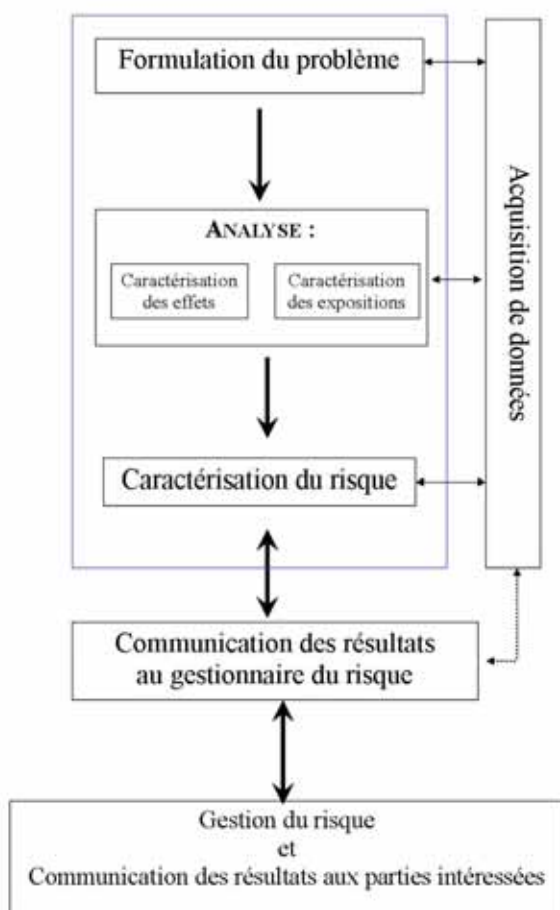 Formulation du problème
ANALYSE :
Caractérisation
des effets
Caractérisation
des expositions
Caractérisation du risque
Acquisition de données
Communication des résultats
au gestionnaire du risque
Gestion du risque
et
Communication des résultats aux parties intéressées